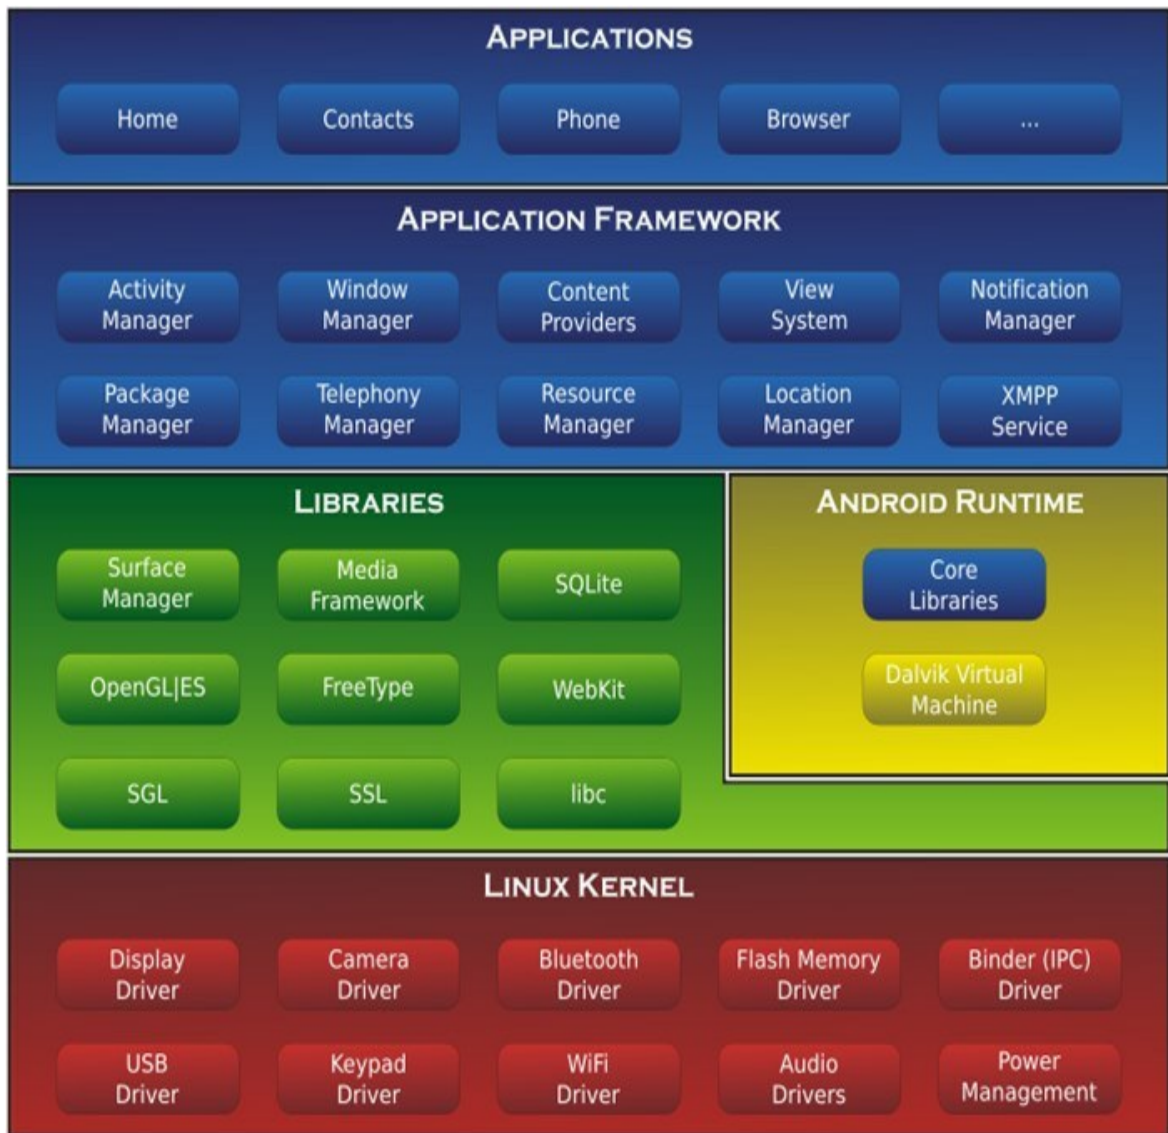 APPLICATIONS
Home
Contacts
Phone
Browser
...
APPLICATION FRAMEWORK
Activity
Manager
Window
Manager
Content
Providers
View
System
Notification
Manager
Package
Manager
Telephony
Manager
Resource
Manager
Location
Manager
XMPP
Service
LIBRARIES
Surface
Manager
Media
Framework
SQLite
OpenGL|ES
FreeType
WebKit
SGL
SSL
libc
ANDROID RUNTIME
Core
Libraries
Dalvik Virtual
Machine
LINUX KERNEL
Display
Driver
Camera
Driver
Bluetooth
Driver
Flash Memory
Driver
Binder (IPC)
Driver
USB
Driver
Keypad
Driver
WiFi
Driver
Audio
Drivers
Power
Management